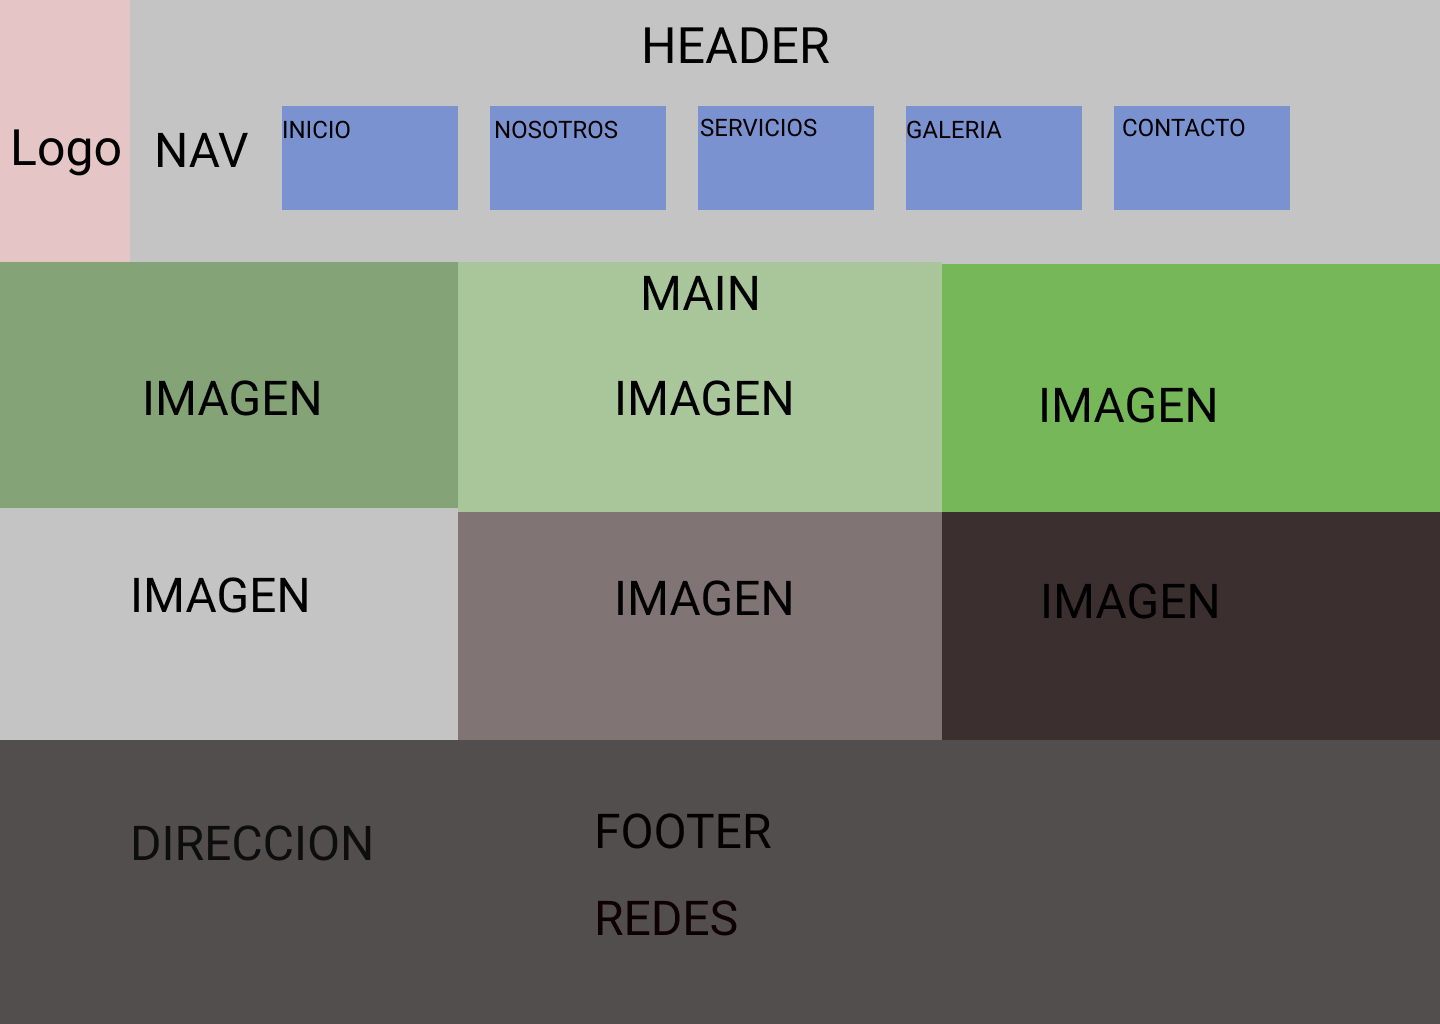 HEADER
Logo
NAV
INICIO
NOSOTROS
SERVICIOS
GALERIA
CONTACTO
MAIN
IMAGEN
IMAGEN
IMAGEN
IMAGEN
IMAGEN
IMAGEN
DIRECCION
FOOTER
REDES